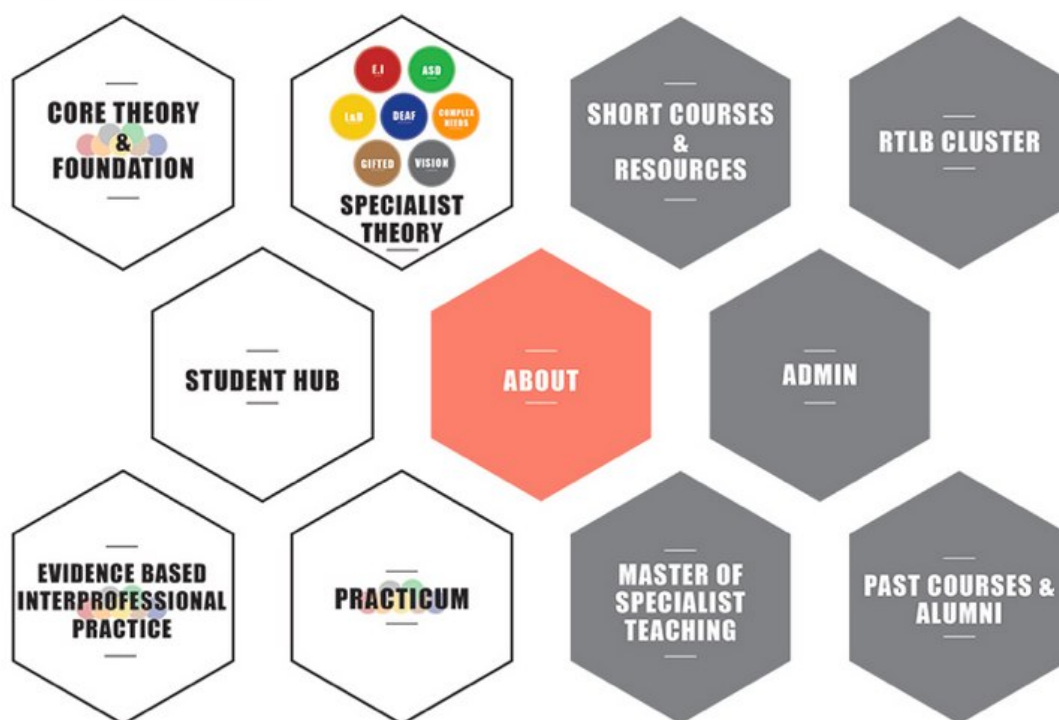 CORE THEORY
&
FOUNDATION
E.I
ASD
L&B
DEAF
COMPLEX
NEEDS
GIFTED
VISION
SPECIALIST
THEORY
SHORT COURSES
&
RESOURCES
RTLB CLUSTER
STUDENT HUB
ABOUT
ADMIN
EVIDENCE BASED
INTERPROFESSIONAL
PRACTICE
PRACTICUM
MASTER OF
SPECIALIST
TEACHING
PAST COURSES &
ALUMNI